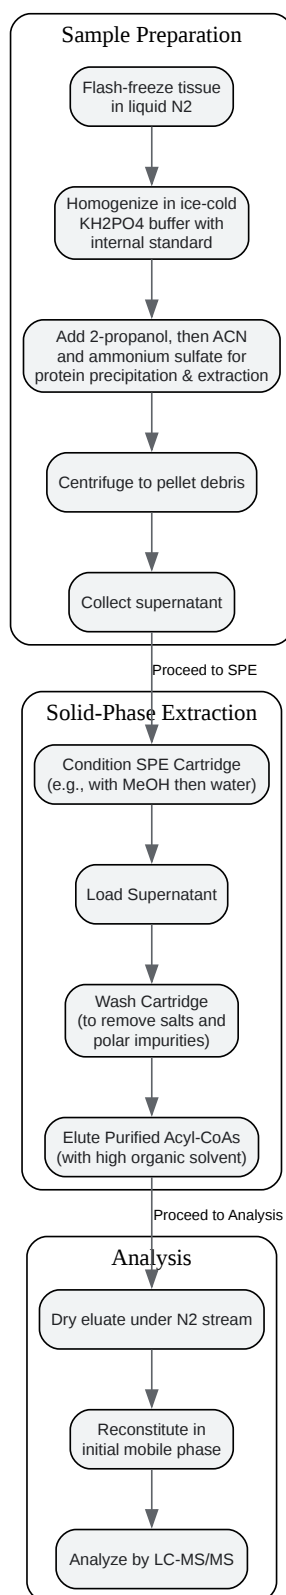 Sample Preparation
Flash-freeze tissue
in liquid N2
Homogenize in ice-cold
KH2PO4 buffer with
internal standard
Add 2-propanol, then ACN
and ammonium sulfate for
protein precipitation & extraction
Centrifuge to pellet debris
Collect supernatant
Proceed to SPE
Solid-Phase Extraction
Condition SPE Cartridge
(e.g., with MeOH then water)
Load Supernatant
Wash Cartridge
(to remove salts and
polar impurities)
Elute Purified Acyl-CoAs
(with high organic solvent)
Proceed to Analysis
Analysis
Dry eluate under N2 stream
Reconstitute in
initial mobile phase
Analyze by LC-MS/MS